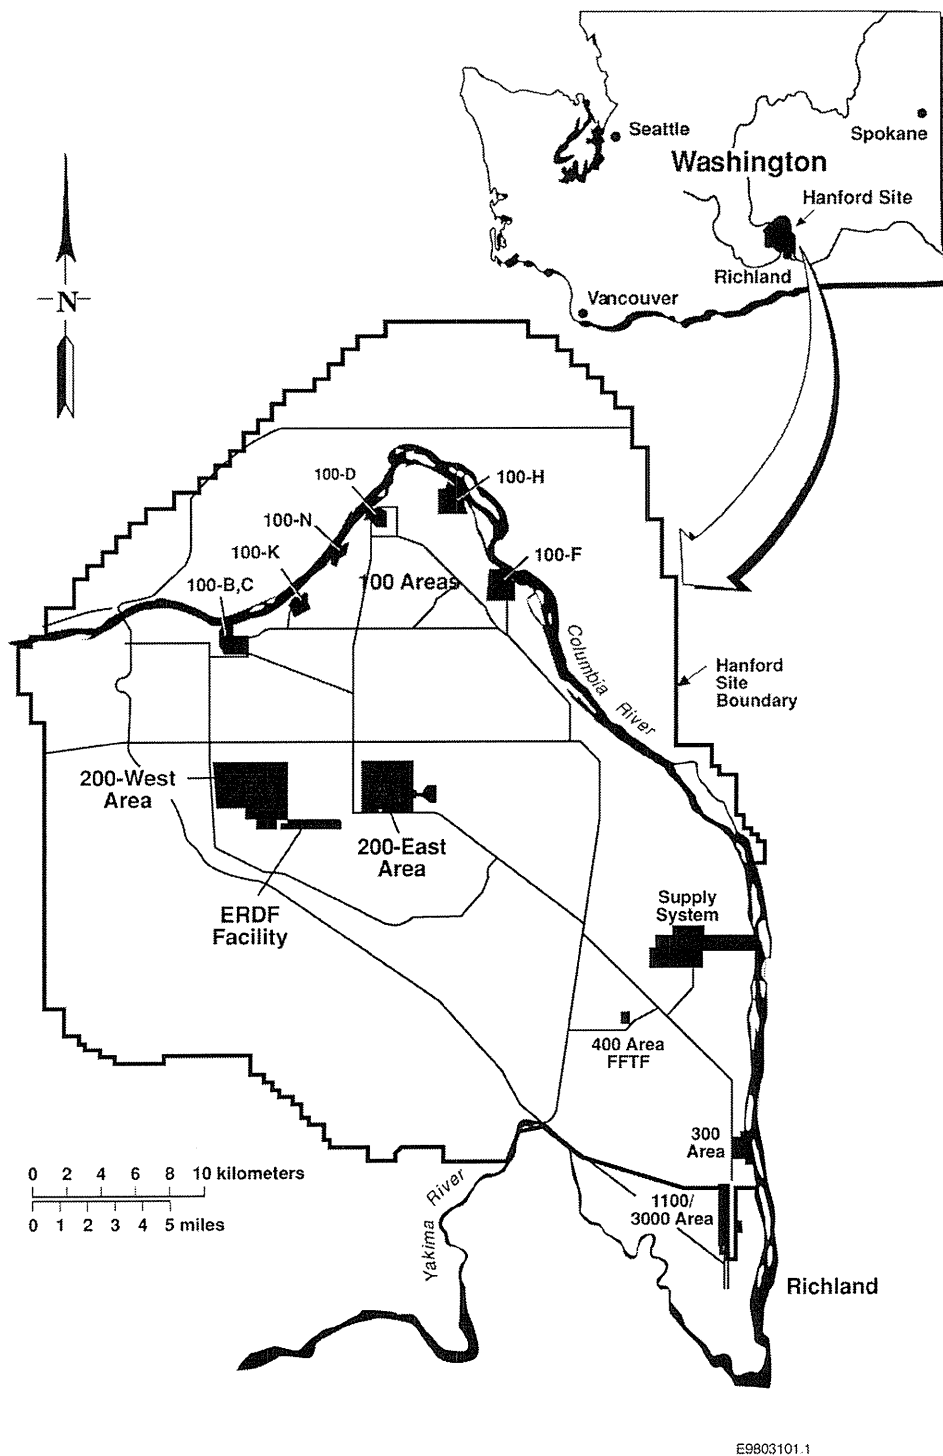 Seattle
Spokane
Washington
Hanford Site
Richland
Vancouver
N
100-D
100-H
100-N
100-K
100-F
100-B,C
100 Areas
Columbia River
Hanford
Site
Boundary
200-West
Area
200-East
Area
ERDF
Facility
Supply
System
400 Area
FFTF
300
Area
0 2 4 6 8 10 kilometers
0 1 2 3 4 5 miles
1100/
3000 Area
Yakima River
Richland
E9803101.1